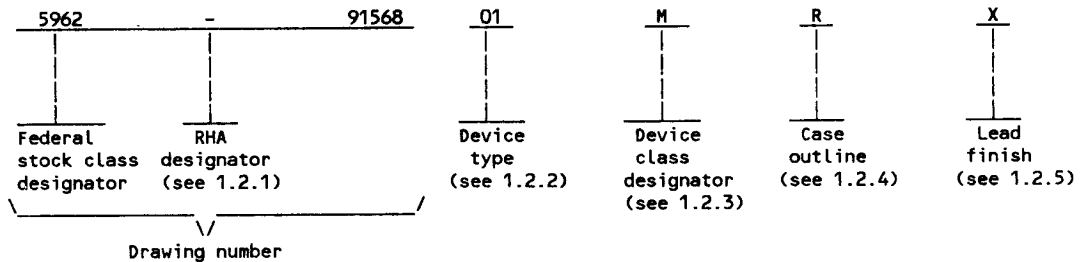 5962 - 91568 01 M R X
Federal RHA Device Device Case Lead
stock class designator type class outline finish
designator (see 1.2.1) (see 1.2.2) designator (see 1.2.4) (see 1.2.5)
(see 1.2.3)
Drawing number